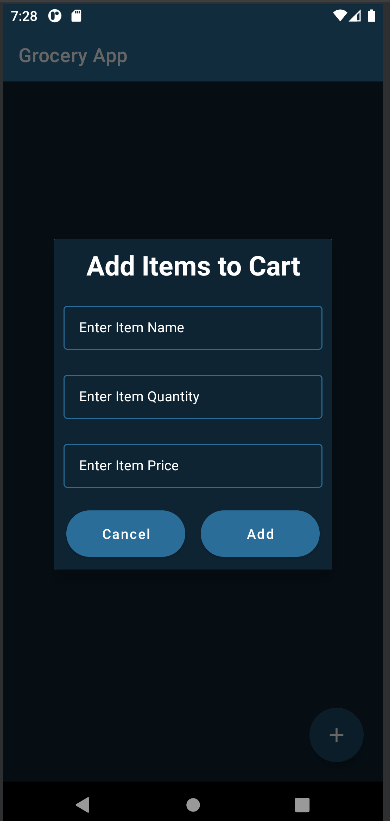 7:28
Grocery App
Add Items to Cart
Enter Item Name
Enter Item Quantity
Enter Item Price
Cancel
Add
+